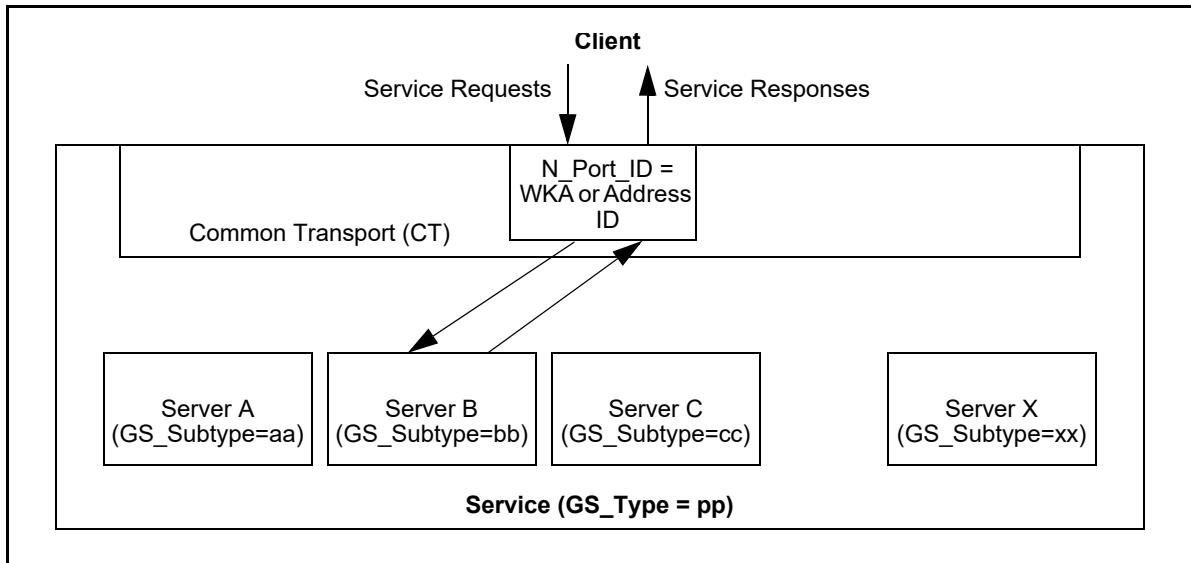 Client
Service Requests
Service Responses
N_Port_ID =
WKA or Address
ID
Common Transport (CT)
Server A
(GS_Subtype=aa)
Server B
(GS_Subtype=bb)
Server C
(GS_Subtype=cc)
Server X
(GS_Subtype=xx)
Service (GS_Type = pp)